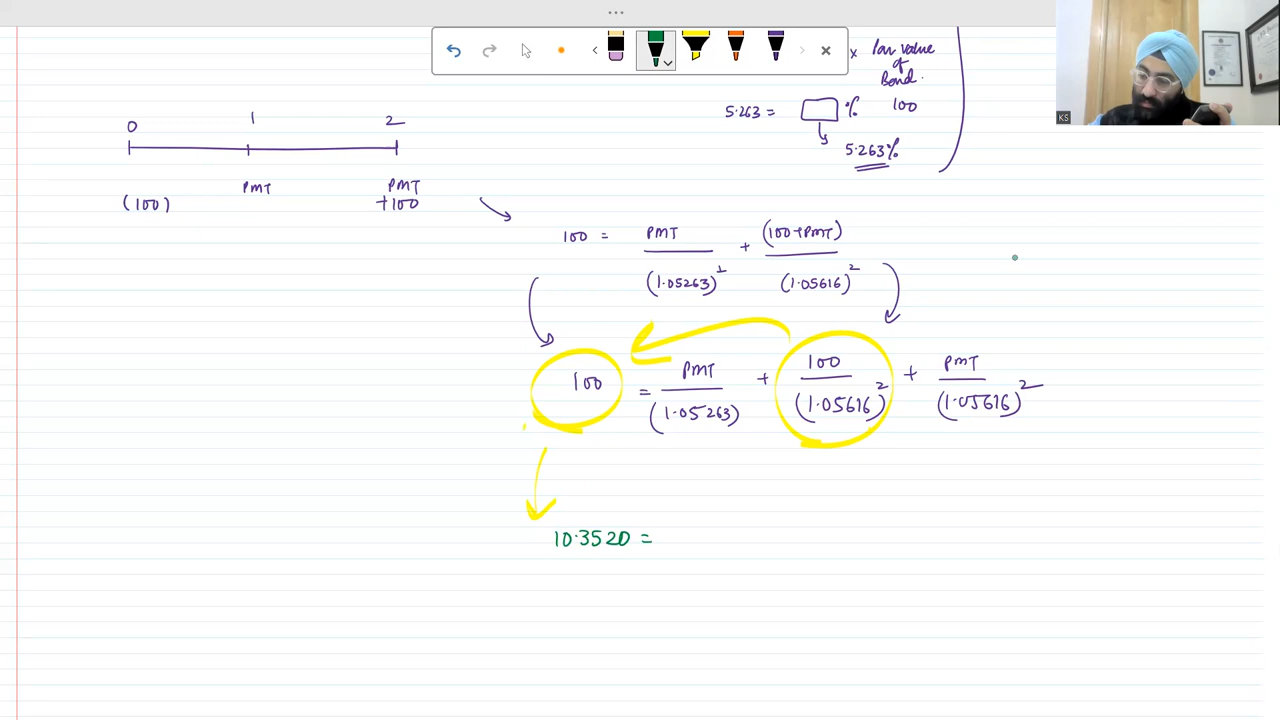 × Par value
of
Bond.
5.263 = % 100
5.263%
KS
0 1 2
(100) PMT PMT
+100
100 = PMT/(1.05263)^1 + (100+PMT)/(1.05616)^2
100 = PMT/(1.05263) + 100/(1.05616)^2 + PMT/(1.05616)^2
10.3520 =